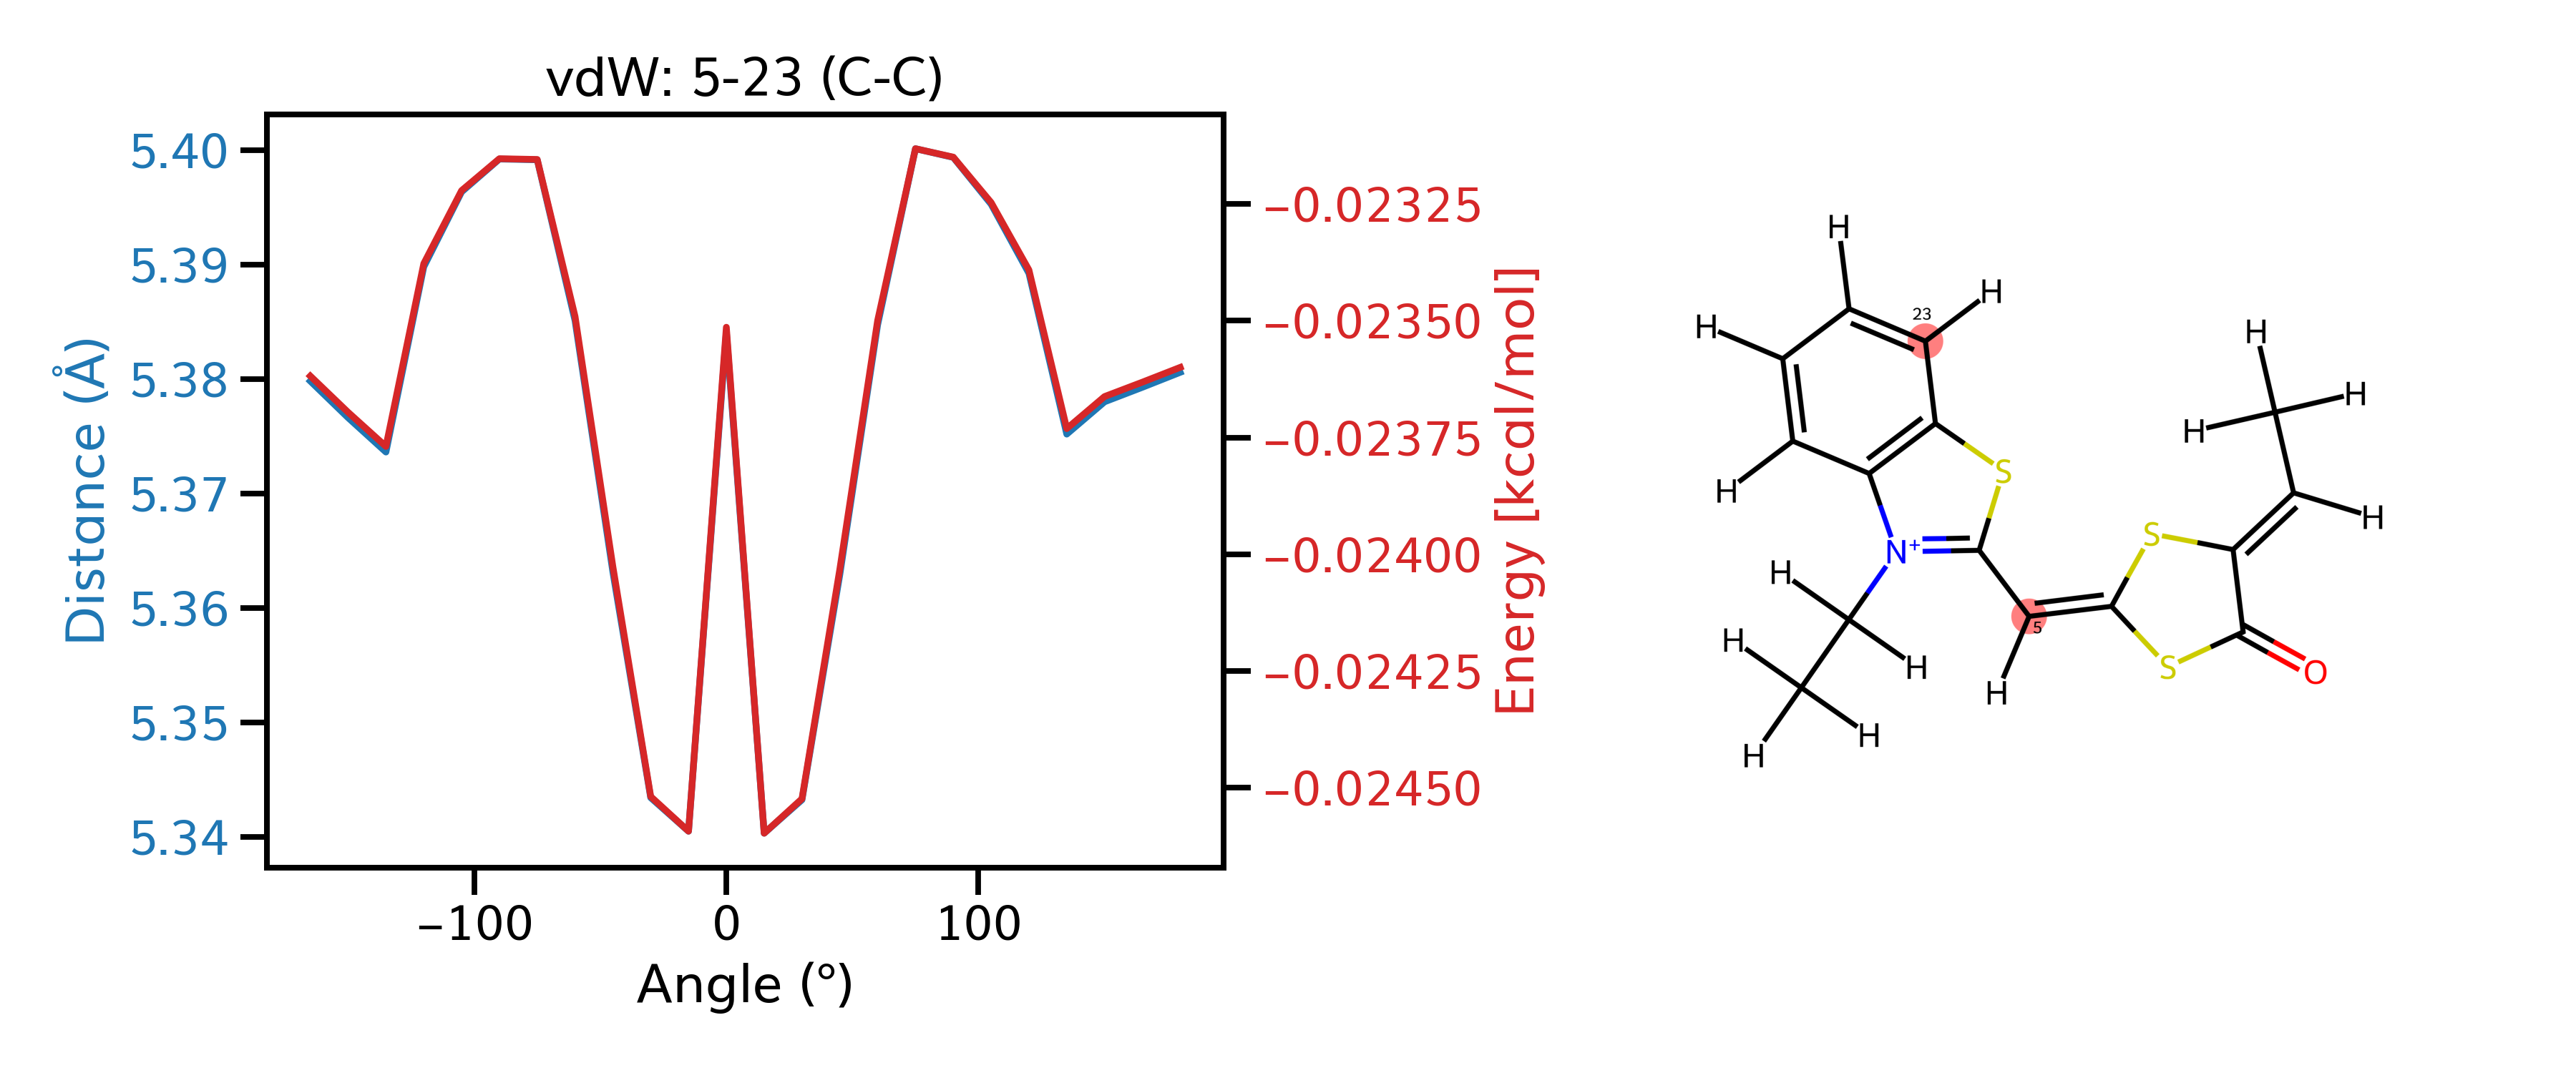 vdW: 5-23 (C-C)
5.40
5.39
5.38
5.37
5.36
5.35
5.34
Distance (Å)
−0.02325
−0.02350
−0.02375
−0.02400
−0.02425
−0.02450
Energy [kcal/mol]
−100 0 100
Angle (°)
H
H
23
H
H
H
H
H
S
H
H
S
N+
H
H
5
H
S
O
H
H
H